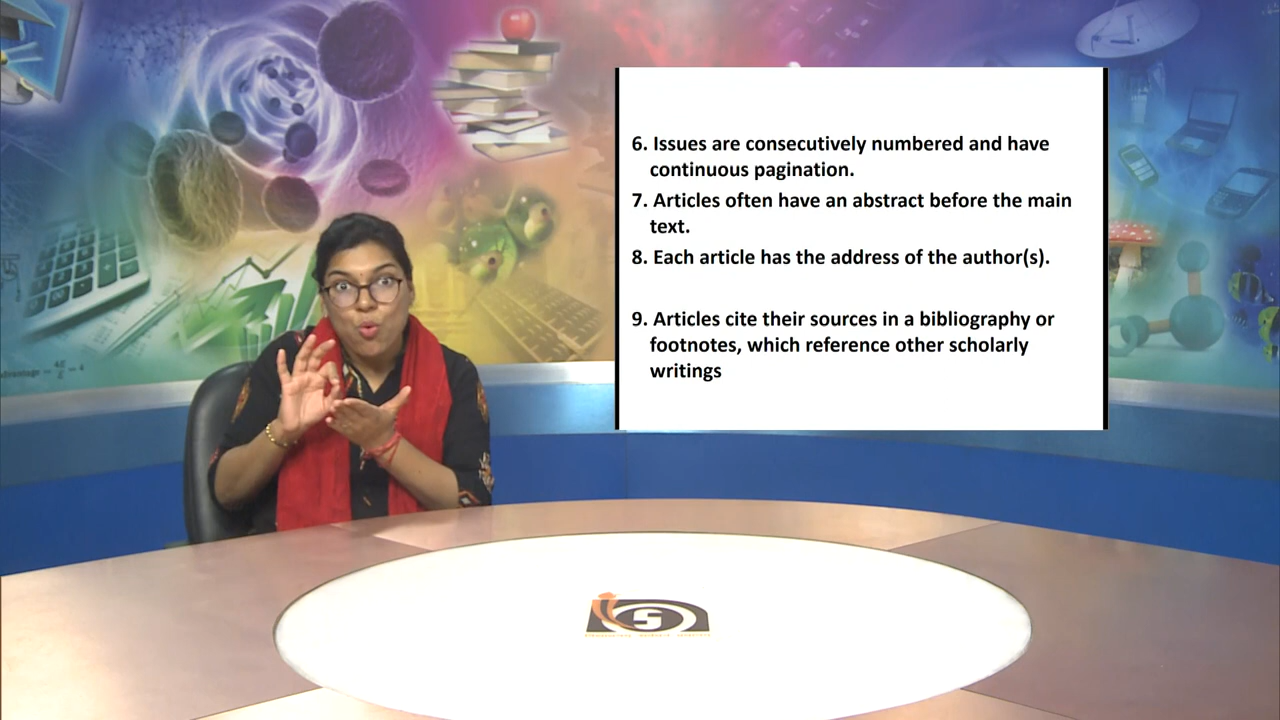 6. Issues are consecutively numbered and have
continuous pagination.
7. Articles often have an abstract before the main
text.
8. Each article has the address of the author(s).
9. Articles cite their sources in a bibliography or
footnotes, which reference other scholarly
writings